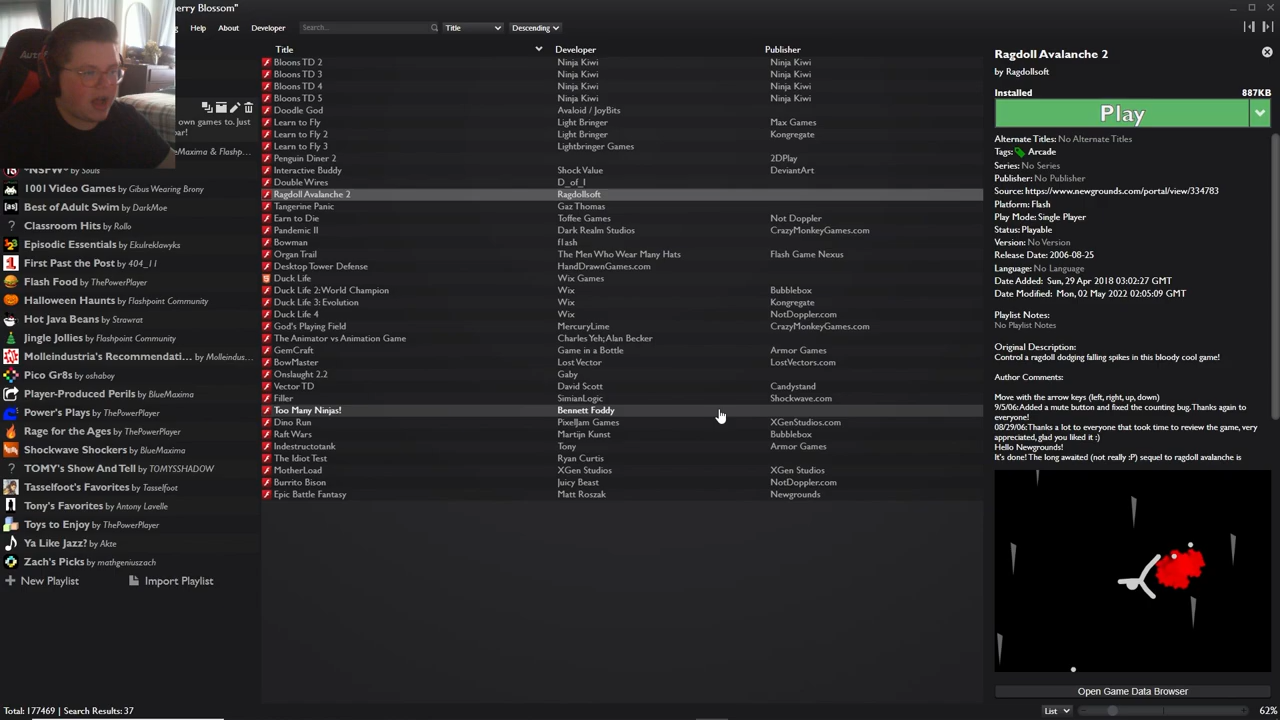 erry Blossom"
Help About Developer Search... Title Descending
own games to. Just
par!
eMaxima & Flashp...
*NSFW* by Souls
1001 Video Games by Gibus Wearing Brony
[as] Best of Adult Swim by DarkMoe
? Classroom Hits by Rollo
Episodic Essentials by Ekulreklawyks
First Past the Post by 404_11
Flash Food by ThePowerPlayer
Halloween Haunts by Flashpoint Community
Hot Java Beans by Strawrat
Jingle Jollies by Flashpoint Community
Molleindustria's Recommendati... by Molleindus...
Pico Gr8s by oshaboy
Player-Produced Perils by BlueMaxima
Power's Plays by ThePowerPlayer
Rage for the Ages by ThePowerPlayer
Shockwave Shockers by BlueMaxima
? TOMY's Show And Tell by TOMYSSHADOW
Tasselfoot's Favorites by Tasselfoot
Tony's Favorites by Antony Lavelle
Toys to Enjoy by ThePowerPlayer
Ya Like Jazz? by Akte
Zach's Picks by mathgeniuszach
New Playlist Import Playlist
Title Developer Publisher
Bloons TD 2 Ninja Kiwi Ninja Kiwi
Bloons TD 3 Ninja Kiwi Ninja Kiwi
Bloons TD 4 Ninja Kiwi Ninja Kiwi
Bloons TD 5 Ninja Kiwi Ninja Kiwi
Doodle God Avaloid / JoyBits
Learn to Fly Light Bringer Max Games
Learn to Fly 2 Light Bringer Kongregate
Learn to Fly 3 Lightbringer Games
Penguin Diner 2 2DPlay
Interactive Buddy Shock Value DeviantArt
Double Wires D_of_I
Ragdoll Avalanche 2 Ragdollsoft
Tangerine Panic Gaz Thomas
Earn to Die Toffee Games Not Doppler
Pandemic II Dark Realm Studios CrazyMonkeyGames.com
Bowman flash
Organ Trail The Men Who Wear Many Hats Flash Game Nexus
Desktop Tower Defense HandDrawnGames.com
Duck Life Wix Games
Duck Life 2: World Champion Wix Bubblebox
Duck Life 3: Evolution Wix Kongregate
Duck Life 4 Wix NotDoppler.com
God's Playing Field MercuryLime CrazyMonkeyGames.com
The Animator vs Animation Game Charles Yeh;Alan Becker
GemCraft Game in a Bottle Armor Games
BowMaster Lost Vector LostVectors.com
Onslaught 2.2 Gaby
Vector TD David Scott Candystand
Filler SimianLogic Shockwave.com
Too Many Ninjas! Bennett Foddy
Dino Run PixelJam Games XGenStudios.com
Raft Wars Martijn Kunst Bubblebox
Indestructotank Tony Armor Games
The Idiot Test Ryan Curtis
MotherLoad XGen Studios XGen Studios
Burrito Bison Juicy Beast NotDoppler.com
Epic Battle Fantasy Matt Roszak Newgrounds
Ragdoll Avalanche 2
by Ragdollsoft
Installed 887KB
Play
Alternate Titles: No Alternate Titles
Tags: Arcade
Series: No Series
Publisher: No Publisher
Source: https://www.newgrounds.com/portal/view/334783
Platform: Flash
Play Mode: Single Player
Status: Playable
Version: No Version
Release Date: 2006-08-25
Language: No Language
Date Added: Sun, 29 Apr 2018 03:02:27 GMT
Date Modified: Mon, 02 May 2022 02:05:09 GMT
Playlist Notes:
No Playlist Notes
Original Description:
Control a ragdoll dodging falling spikes in this bloody cool game!
Author Comments:
Move with the arrow keys (left, right, up, down)
9/5/06:Added a mute button and fixed the counting bug.Thanks again to
everyone!
08/29/06:Thanks a lot to everyone that took time to review the game, very
appreciated, glad you liked it :)
Hello Newgrounds!
It's done! The long awaited (not really :P) sequel to ragdoll avalanche is
Open Game Data Browser
Total: 177469 | Search Results: 37
List 62%